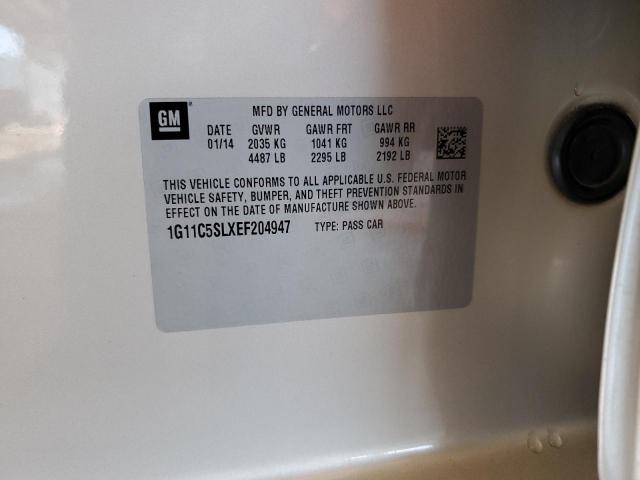 GM
MFD BY GENERAL MOTORS LLC
DATE GVWR GAWR FRT GAWR RR
01/14 2035 KG 1041 KG 994 KG
4487 LB 2295 LB 2192 LB
THIS VEHICLE CONFORMS TO ALL APPLICABLE U.S. FEDERAL MOTOR
VEHICLE SAFETY, BUMPER, AND THEFT PREVENTION STANDARDS IN
EFFECT ON THE DATE OF MANUFACTURE SHOWN ABOVE.
1G11C5SLXEF204947 TYPE: PASS CAR